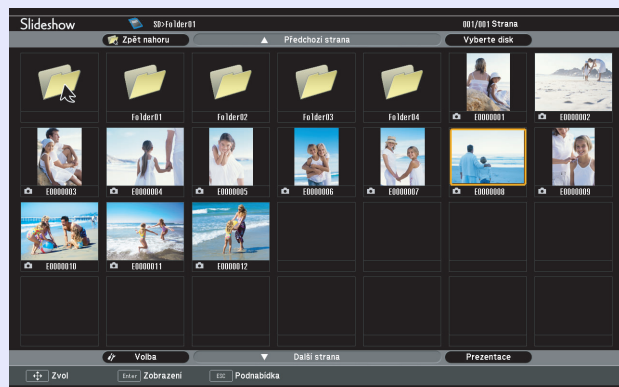 Slideshow SD>Folder01 001/001 Strana
Zpět nahoru ▲ Předchozí strana Vyberte disk
Folder01 Folder02 Folder03 Folder04 E0000001 E0000002
E0000003 E0000004 E0000005 E0000006 E0000007 E0000008 E0000009
E0000010 E0000011 E0000012
Volba ▼ Další strana Prezentace
Zvol Enter Zobrazení ESC Podnabídka